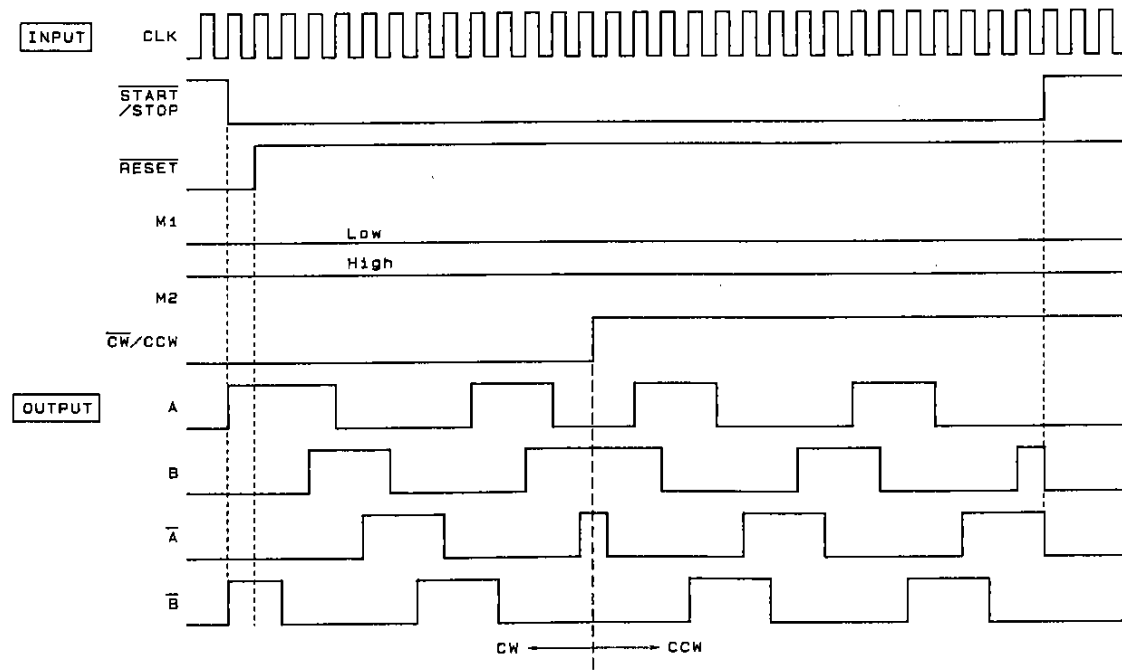 INPUT CLK
START
/STOP
RESET
M1
Low
High
M2
CW/CCW
OUTPUT A
B
A
B
CW CCW